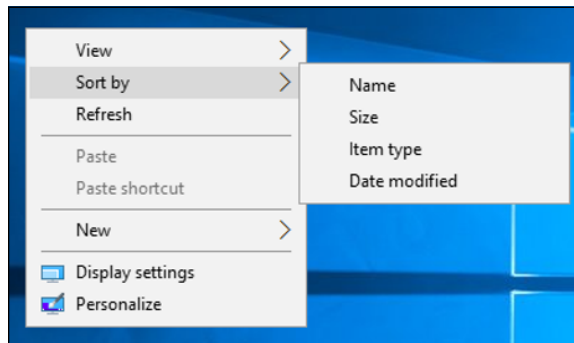 View
Sort by
Refresh
Paste
Paste shortcut
New
Display settings
Personalize
Name
Size
Item type
Date modified